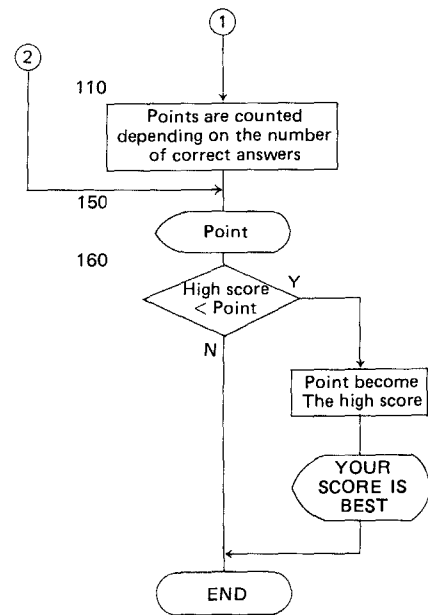 1
2
110
Points are counted
depending on the number
of correct answers
150
Point
160
High score
< Point
Y
N
Point become
The high score
YOUR
SCORE IS
BEST
END